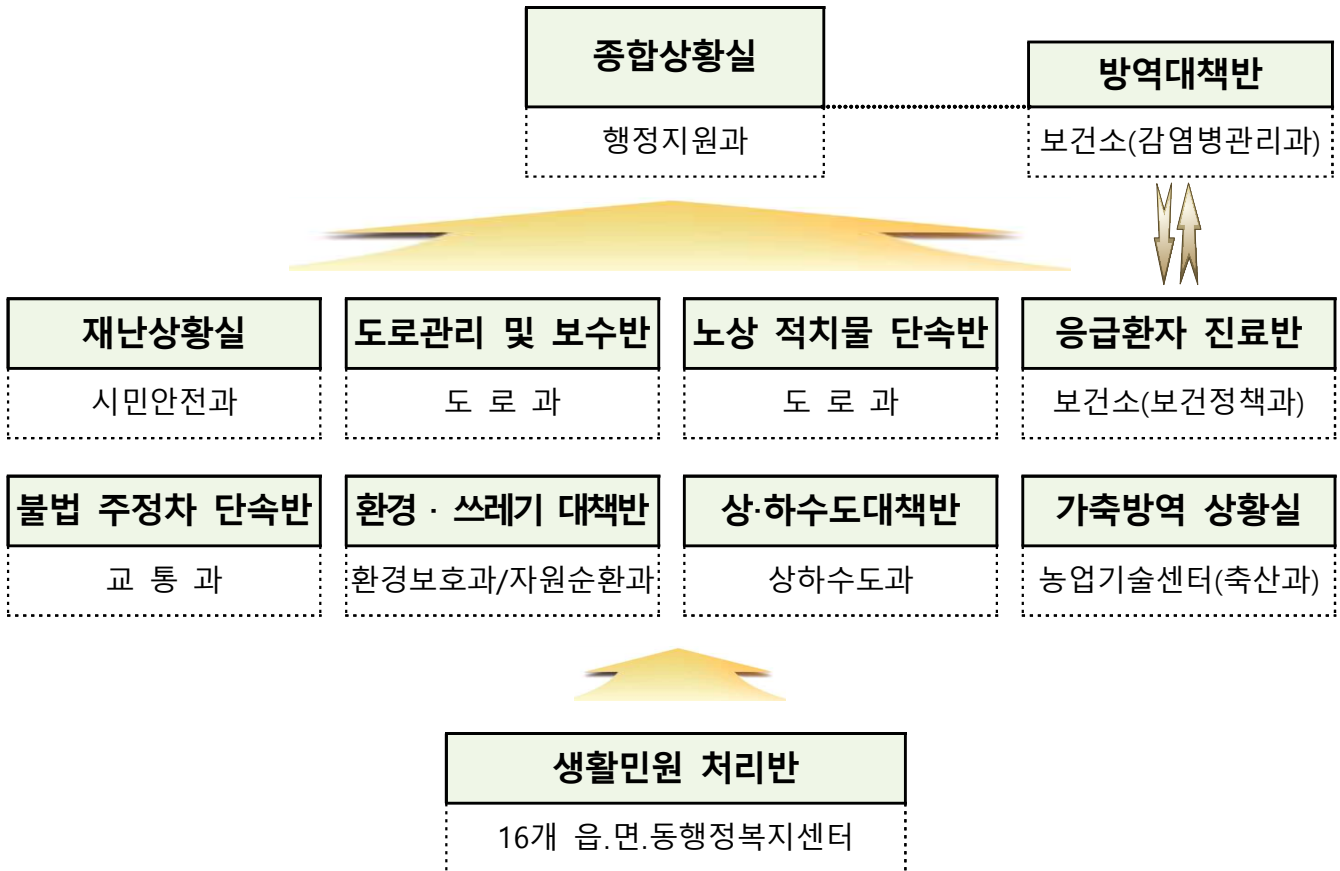 종합상황실
행정지원과
방역대책반
보건소(감염병관리과)
재난상황실
시민안전과
도로관리 및 보수반
도 로 과
노상 적치물 단속반
도 로 과
응급환자 진료반
보건소(보건정책과)
불법 주정차 단속반
교 통 과
환경 · 쓰레기 대책반
환경보호과/자원순환과
상·하수도대책반
상하수도과
가축방역 상황실
농업기술센터(축산과)
생활민원 처리반
16개 읍.면.동행정복지센터